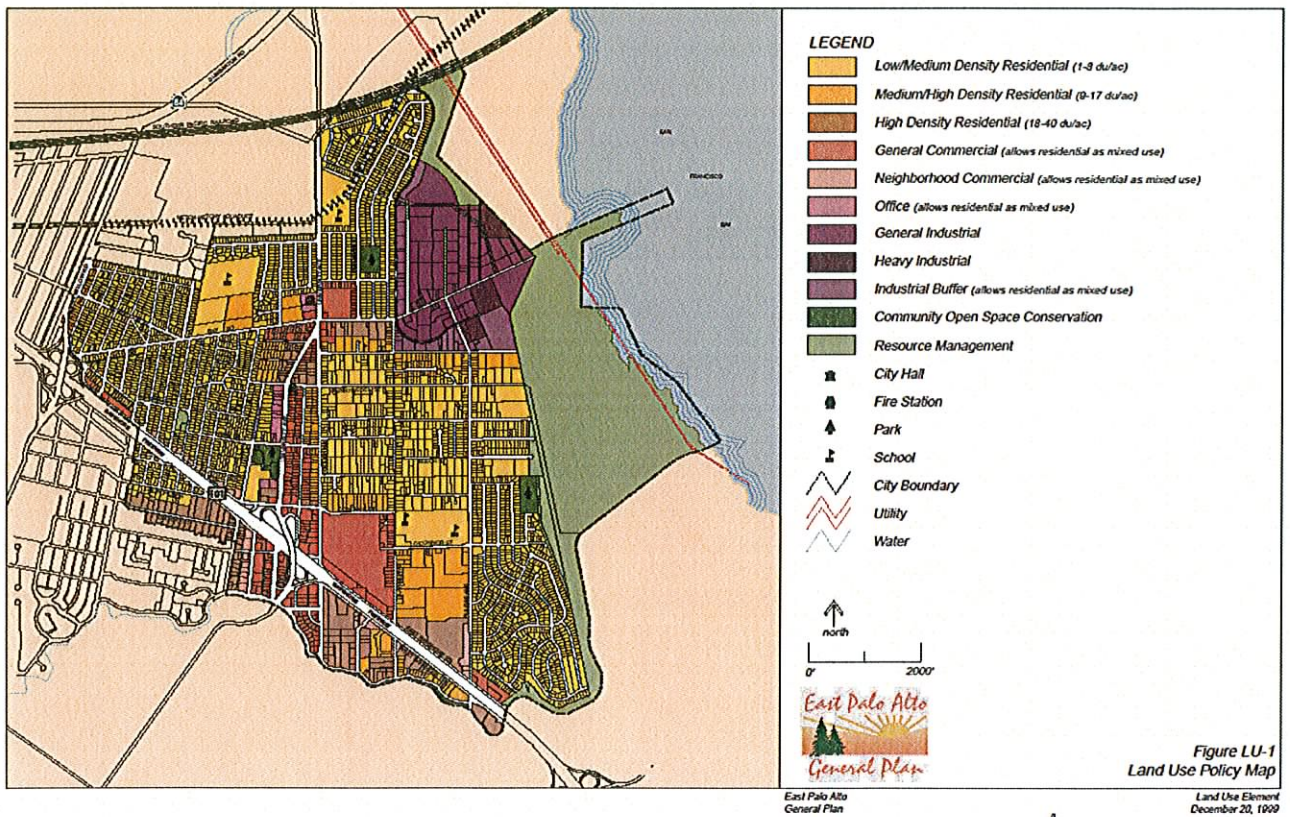 LEGEND
Low/Medium Density Residential (1-8 du/ac)
Medium/High Density Residential (9-17 du/ac)
High Density Residential (18-40 du/ac)
General Commercial (allows residential as mixed use)
Neighborhood Commercial (allows residential as mixed use)
Office (allows residential as mixed use)
General Industrial
Heavy Industrial
Industrial Buffer (allows residential as mixed use)
Community Open Space Conservation
Resource Management
City Hall
Fire Station
Park
School
City Boundary
Utility
Water
SAN
FRANCISCO
BAY
101
north
0'
2000'
East Palo Alto
General Plan
Figure LU-1
Land Use Policy Map
East Palo Alto
General Plan
Land Use Element
December 20, 1999